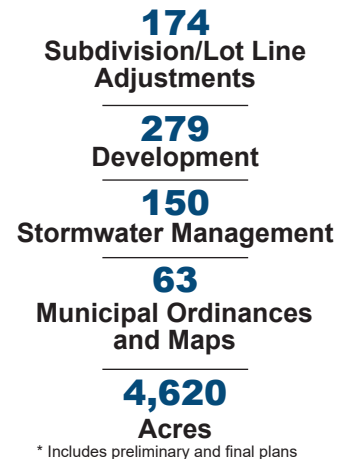 174
Subdivision/Lot Line
Adjustments
279
Development
150
Stormwater Management
63
Municipal Ordinances
and Maps
4,620
Acres
* Includes preliminary and final plans